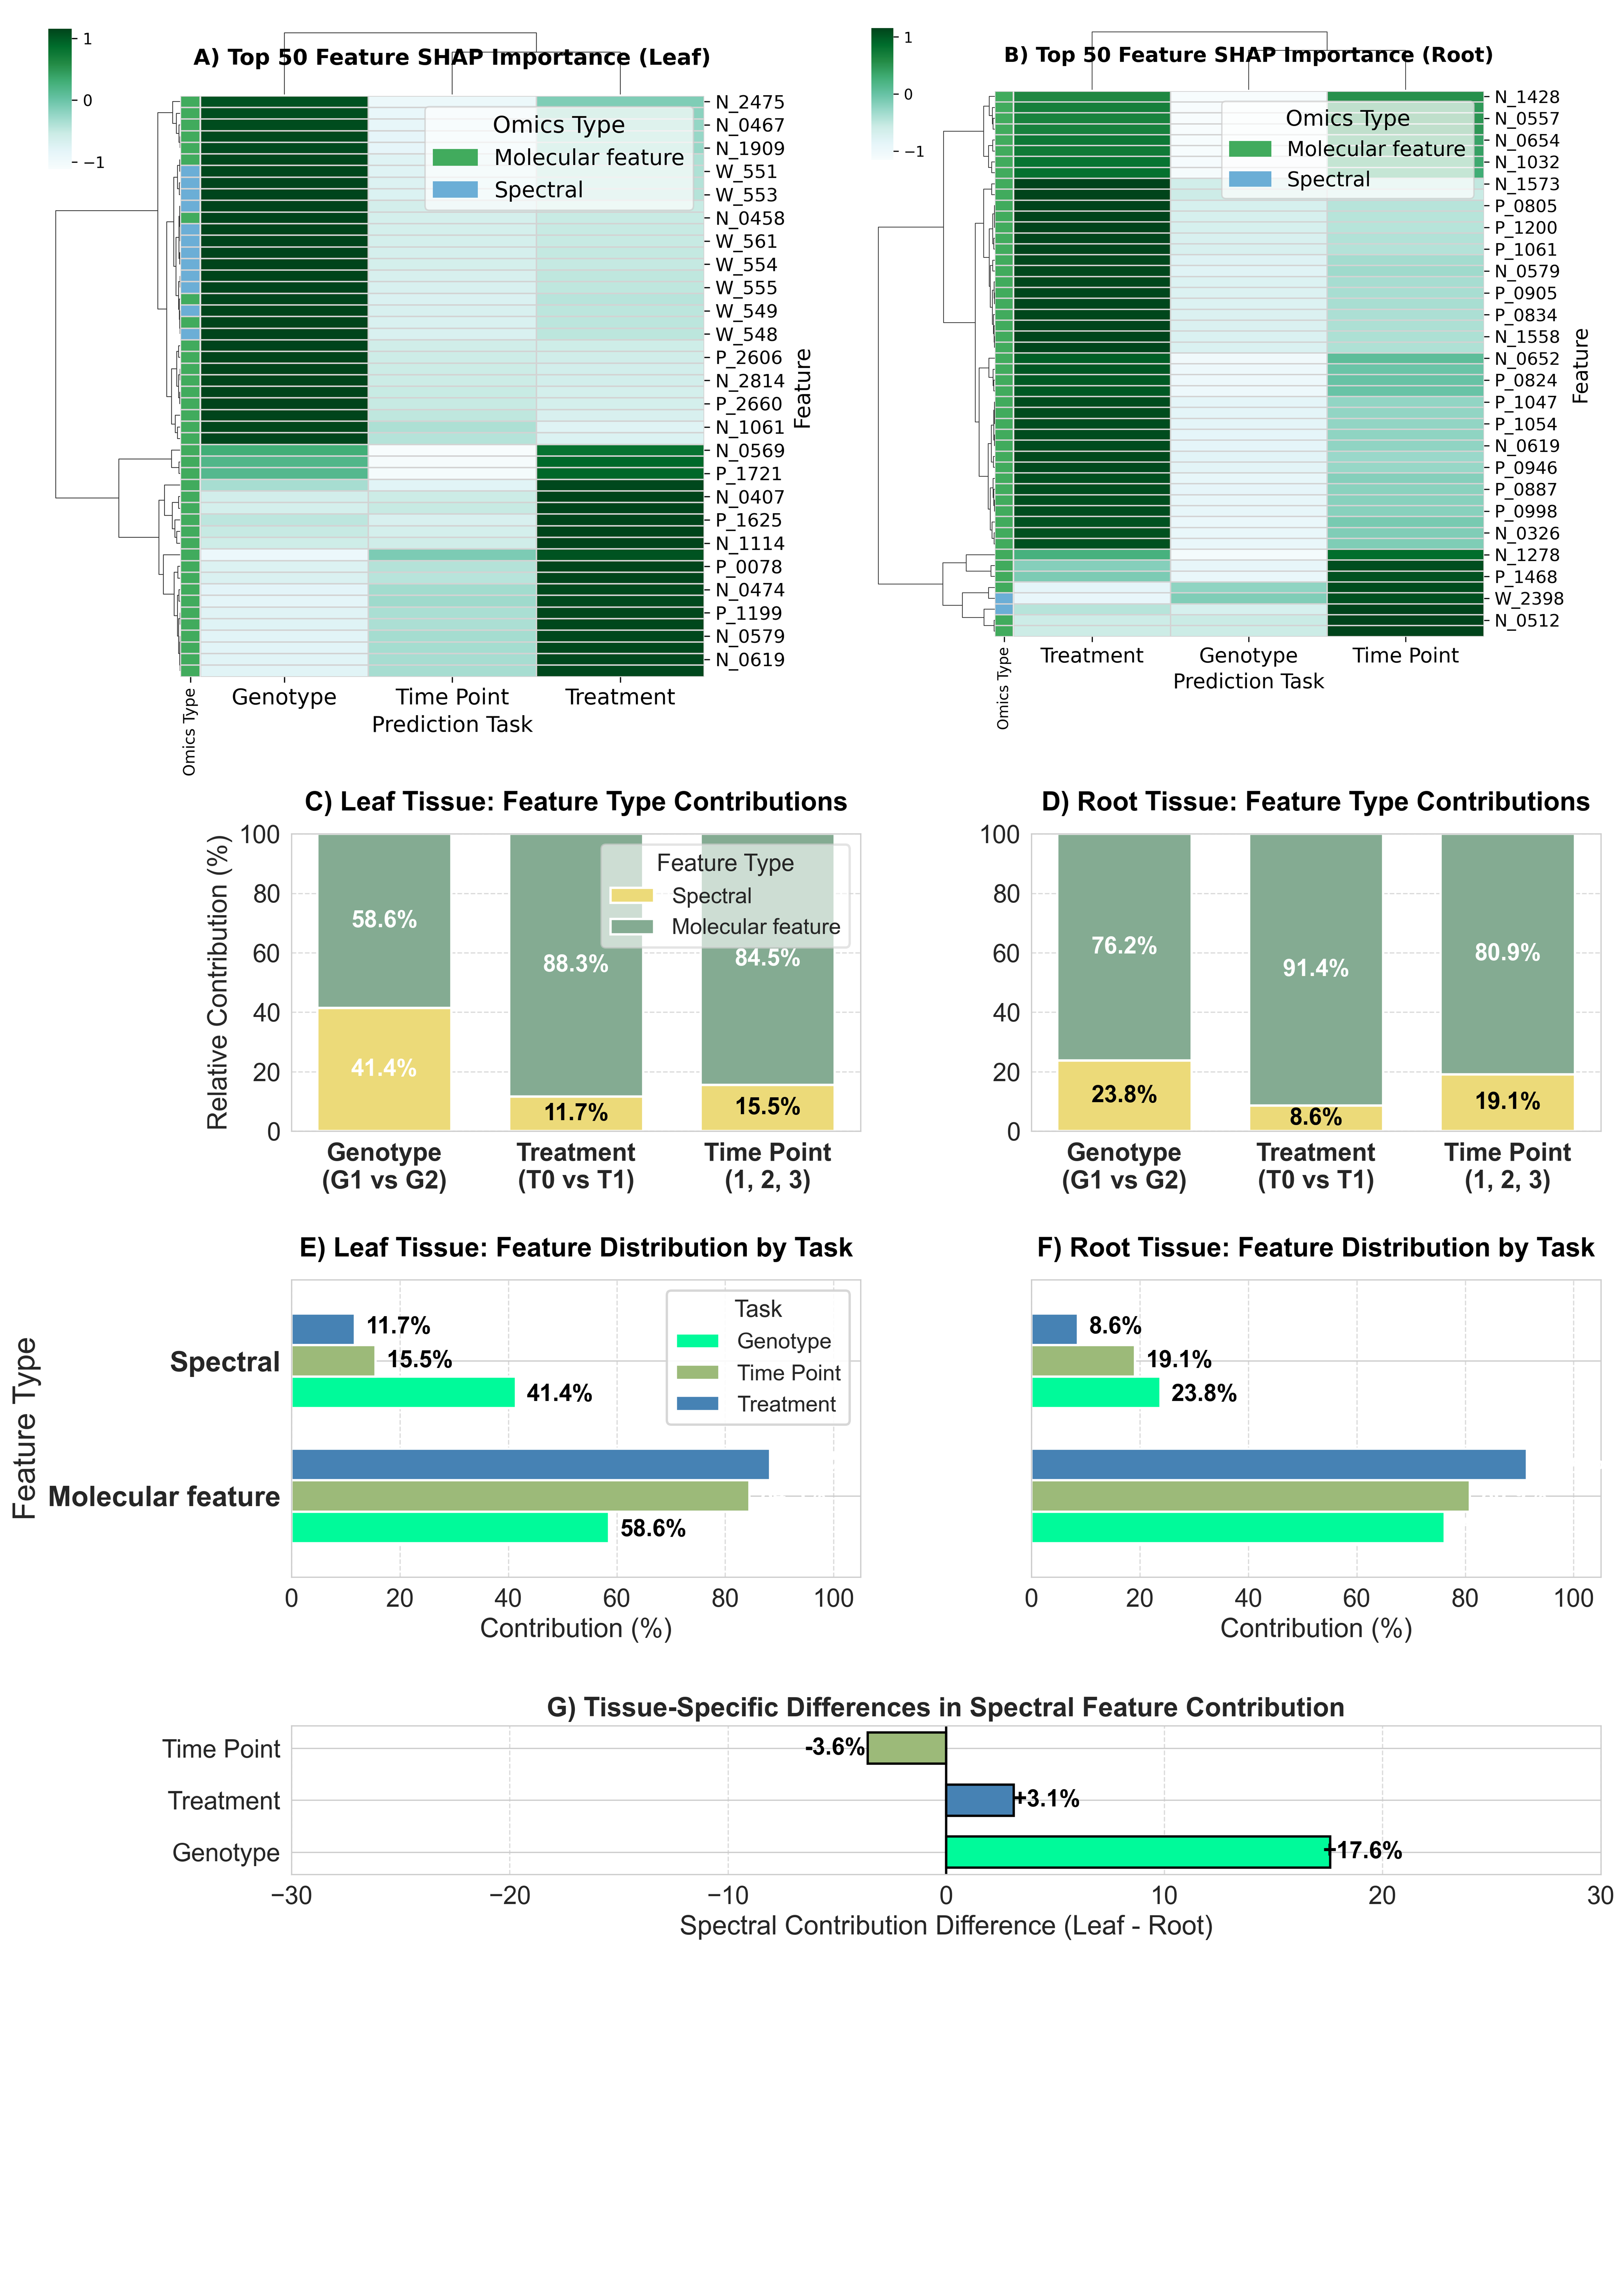 A) Top 50 Feature SHAP Importance (Leaf)
1
0
−1
Omics Type
Molecular feature
Spectral
N_2475
N_0467
N_1909
W_551
W_553
N_0458
W_561
W_554
W_555
W_549
W_548
P_2606
N_2814
P_2660
N_1061
N_0569
P_1721
N_0407
P_1625
N_1114
P_0078
N_0474
P_1199
N_0579
N_0619
Feature
Omics Type
Genotype
Time Point
Treatment
Prediction Task
B) Top 50 Feature SHAP Importance (Root)
1
0
−1
Omics Type
Molecular feature
Spectral
N_1428
N_0557
N_0654
N_1032
N_1573
P_0805
P_1200
P_1061
N_0579
P_0905
P_0834
N_1558
N_0652
P_0824
P_1047
P_1054
N_0619
P_0946
P_0887
P_0998
N_0326
N_1278
P_1468
W_2398
N_0512
Feature
Omics Type
Treatment
Genotype
Time Point
Prediction Task
C) Leaf Tissue: Feature Type Contributions
Relative Contribution (%)
100
80
60
40
20
0
Feature Type
Spectral
Molecular feature
58.6%
88.3%
84.5%
41.4%
11.7%
15.5%
Genotype
(G1 vs G2)
Treatment
(T0 vs T1)
Time Point
(1, 2, 3)
D) Root Tissue: Feature Type Contributions
100
80
60
40
20
0
76.2%
91.4%
80.9%
23.8%
8.6%
19.1%
Genotype
(G1 vs G2)
Treatment
(T0 vs T1)
Time Point
(1, 2, 3)
E) Leaf Tissue: Feature Distribution by Task
Feature Type
Spectral
Molecular feature
11.7%
15.5%
41.4%
58.6%
Task
Genotype
Time Point
Treatment
0 20 40 60 80 100
Contribution (%)
F) Root Tissue: Feature Distribution by Task
8.6%
19.1%
23.8%
0 20 40 60 80 100
Contribution (%)
G) Tissue-Specific Differences in Spectral Feature Contribution
Time Point
-3.6%
Treatment
+3.1%
Genotype
+17.6%
−30 −20 −10 0 10 20 30
Spectral Contribution Difference (Leaf - Root)